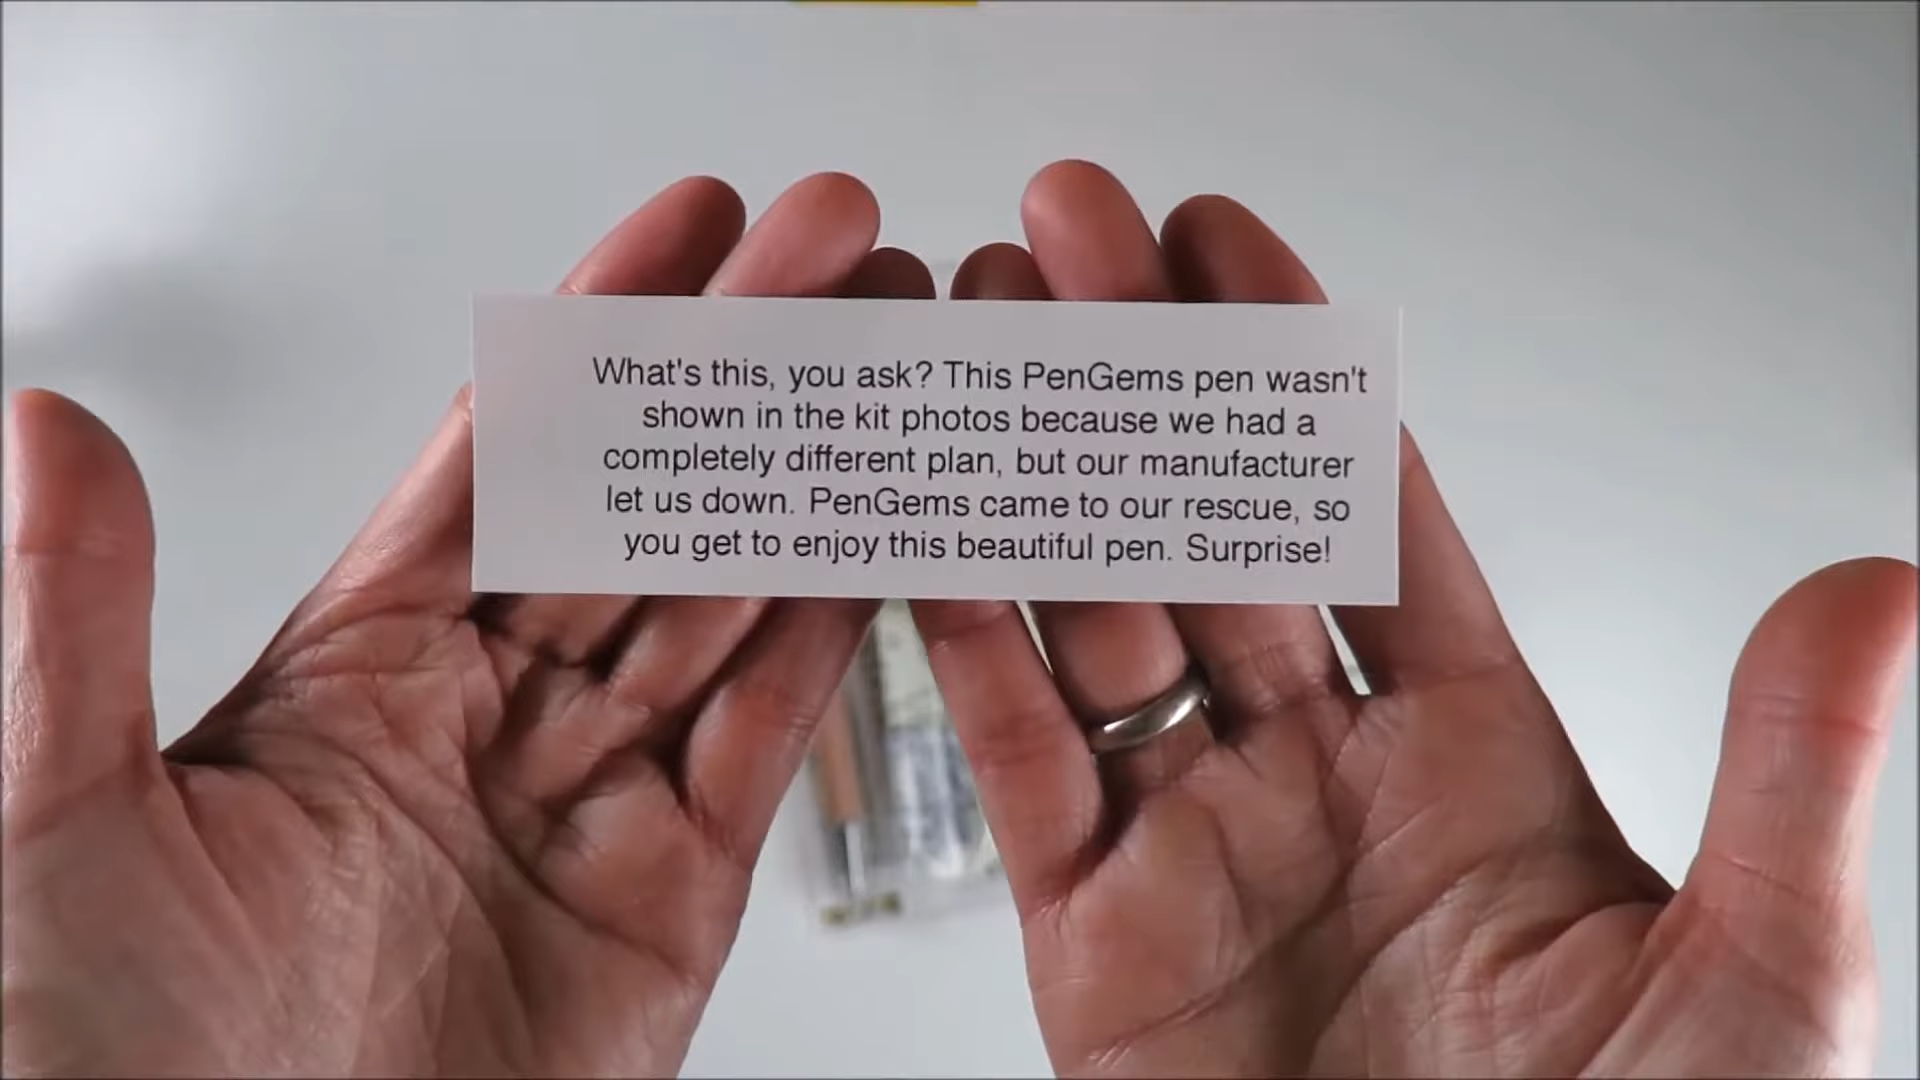 What's this, you ask? This PenGems pen wasn't
shown in the kit photos because we had a
completely different plan, but our manufacturer
let us down. PenGems came to our rescue, so
you get to enjoy this beautiful pen. Surprise!